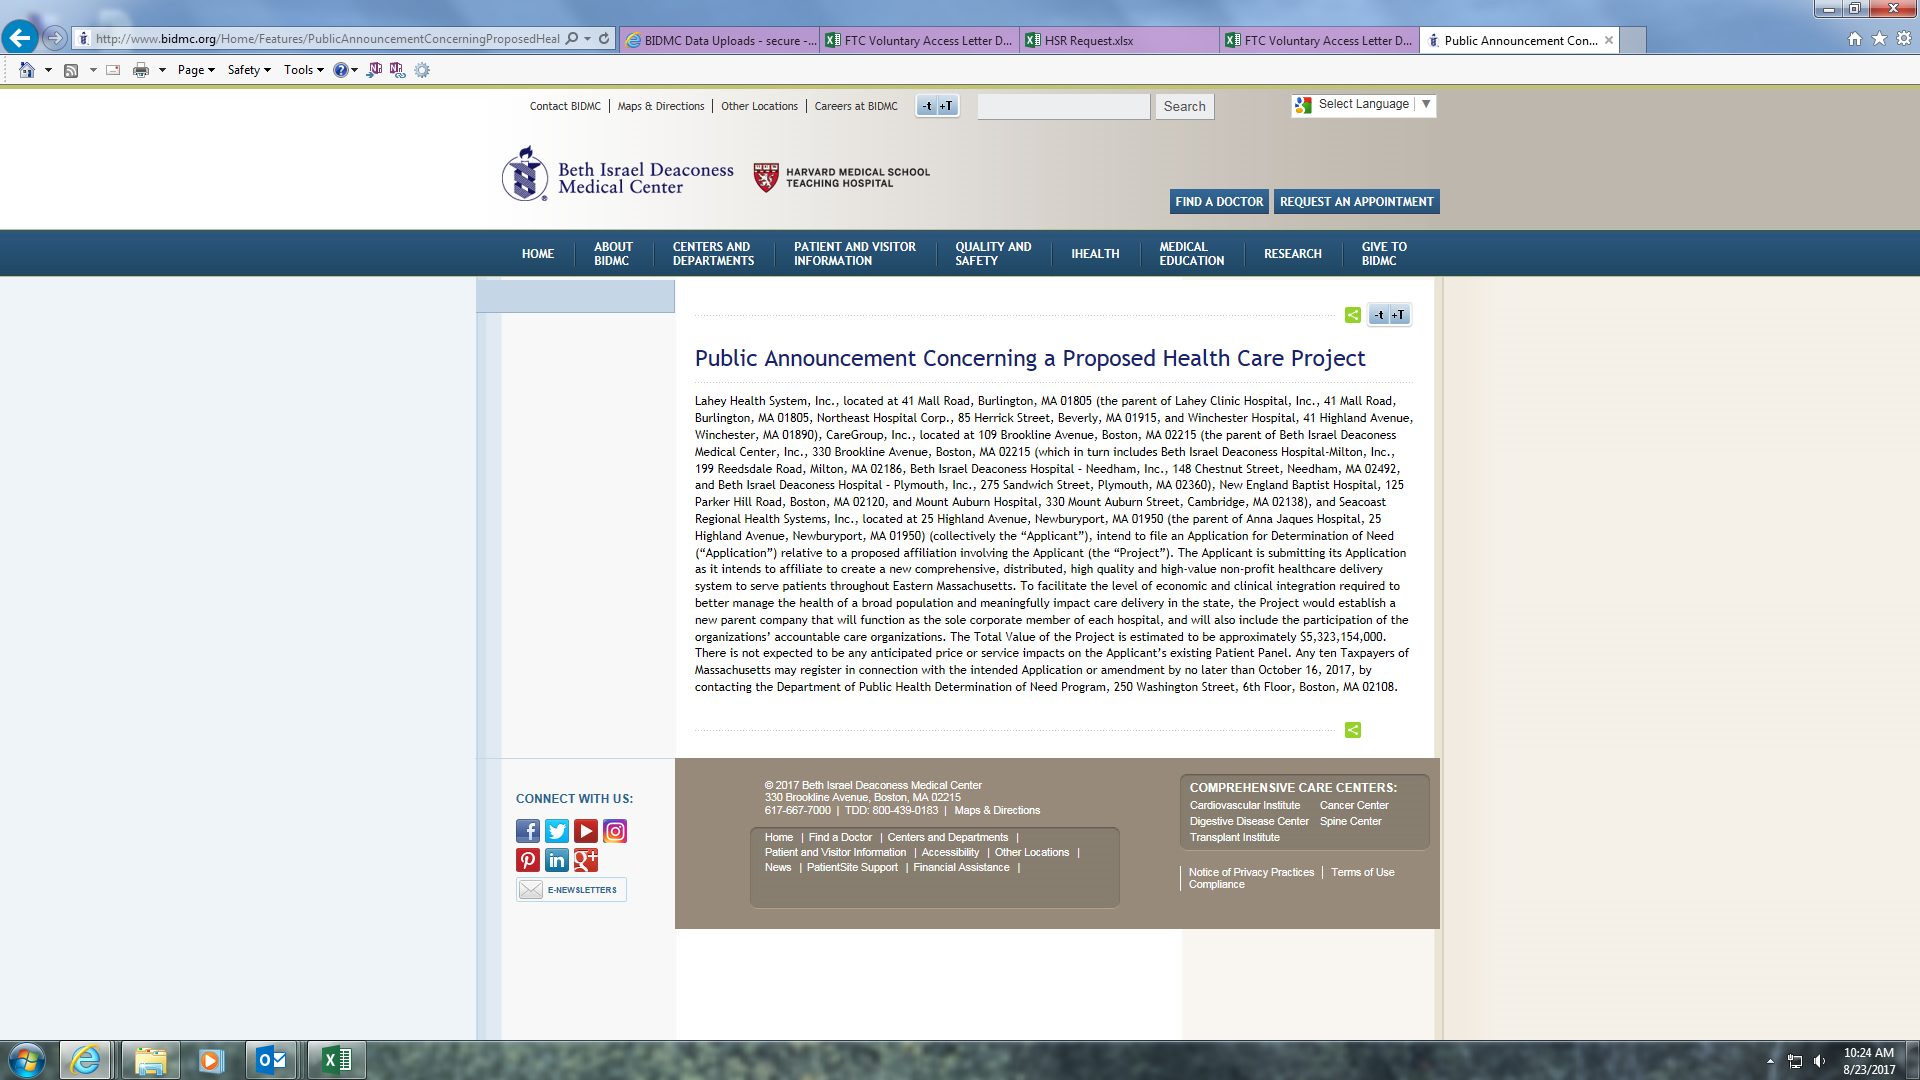 http://www.bidmc.org/Home/Features/PublicAnnouncementConcerningProposedHeal
BIDMC Data Uploads - secure -...
FTC Voluntary Access Letter D...
HSR Request.xlsx
FTC Voluntary Access Letter D...
Public Announcement Con...
Page
Safety
Tools
Contact BIDMC
Maps & Directions
Other Locations
Careers at BIDMC
-t +T
Search
Select Language
Beth Israel Deaconess
Medical Center
HARVARD MEDICAL SCHOOL
TEACHING HOSPITAL
FIND A DOCTOR
REQUEST AN APPOINTMENT
HOME
ABOUT
BIDMC
CENTERS AND
DEPARTMENTS
PATIENT AND VISITOR
INFORMATION
QUALITY AND
SAFETY
IHEALTH
MEDICAL
EDUCATION
RESEARCH
GIVE TO
BIDMC
-t +T
Public Announcement Concerning a Proposed Health Care Project
Lahey Health System, Inc., located at 41 Mall Road, Burlington, MA 01805 (the parent of Lahey Clinic Hospital, Inc., 41 Mall Road,
Burlington, MA 01805, Northeast Hospital Corp., 85 Herrick Street, Beverly, MA 01915, and Winchester Hospital, 41 Highland Avenue,
Winchester, MA 01890), CareGroup, Inc., located at 109 Brookline Avenue, Boston, MA 02215 (the parent of Beth Israel Deaconess
Medical Center, Inc., 330 Brookline Avenue, Boston, MA 02215 (which in turn includes Beth Israel Deaconess Hospital-Milton, Inc.,
199 Reedsdale Road, Milton, MA 02186, Beth Israel Deaconess Hospital - Needham, Inc., 148 Chestnut Street, Needham, MA 02492,
and Beth Israel Deaconess Hospital - Plymouth, Inc., 275 Sandwich Street, Plymouth, MA 02360), New England Baptist Hospital, 125
Parker Hill Road, Boston, MA 02120, and Mount Auburn Hospital, 330 Mount Auburn Street, Cambridge, MA 02138), and Seacoast
Regional Health Systems, Inc., located at 25 Highland Avenue, Newburyport, MA 01950 (the parent of Anna Jaques Hospital, 25
Highland Avenue, Newburyport, MA 01950) (collectively the “Applicant”), intend to file an Application for Determination of Need
(“Application”) relative to a proposed affiliation involving the Applicant (the “Project”). The Applicant is submitting its Application
as it intends to affiliate to create a new comprehensive, distributed, high quality and high-value non-profit healthcare delivery
system to serve patients throughout Eastern Massachusetts. To facilitate the level of economic and clinical integration required to
better manage the health of a broad population and meaningfully impact care delivery in the state, the Project would establish a
new parent company that will function as the sole corporate member of each hospital, and will also include the participation of the
organizations’ accountable care organizations. The Total Value of the Project is estimated to be approximately $5,323,154,000.
There is not expected to be any anticipated price or service impacts on the Applicant’s existing Patient Panel. Any ten Taxpayers of
Massachusetts may register in connection with the intended Application or amendment by no later than October 16, 2017, by
contacting the Department of Public Health Determination of Need Program, 250 Washington Street, 6th Floor, Boston, MA 02108.
CONNECT WITH US:
E-NEWSLETTERS
© 2017 Beth Israel Deaconess Medical Center
330 Brookline Avenue, Boston, MA 02215
617-667-7000 | TDD: 800-439-0183 | Maps & Directions
Home | Find a Doctor | Centers and Departments |
Patient and Visitor Information | Accessibility | Other Locations |
News | PatientSite Support | Financial Assistance |
COMPREHENSIVE CARE CENTERS:
Cardiovascular Institute Cancer Center
Digestive Disease Center Spine Center
Transplant Institute
Notice of Privacy Practices | Terms of Use
Compliance
10:24 AM
8/23/2017